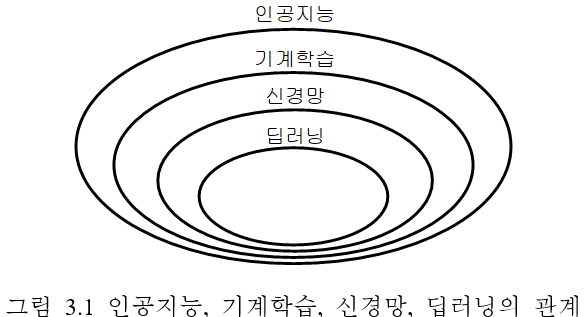 인공지능
기계학습
신경망
딥러닝
그림 3.1 인공지능, 기계학습, 신경망, 딥러닝의 관계